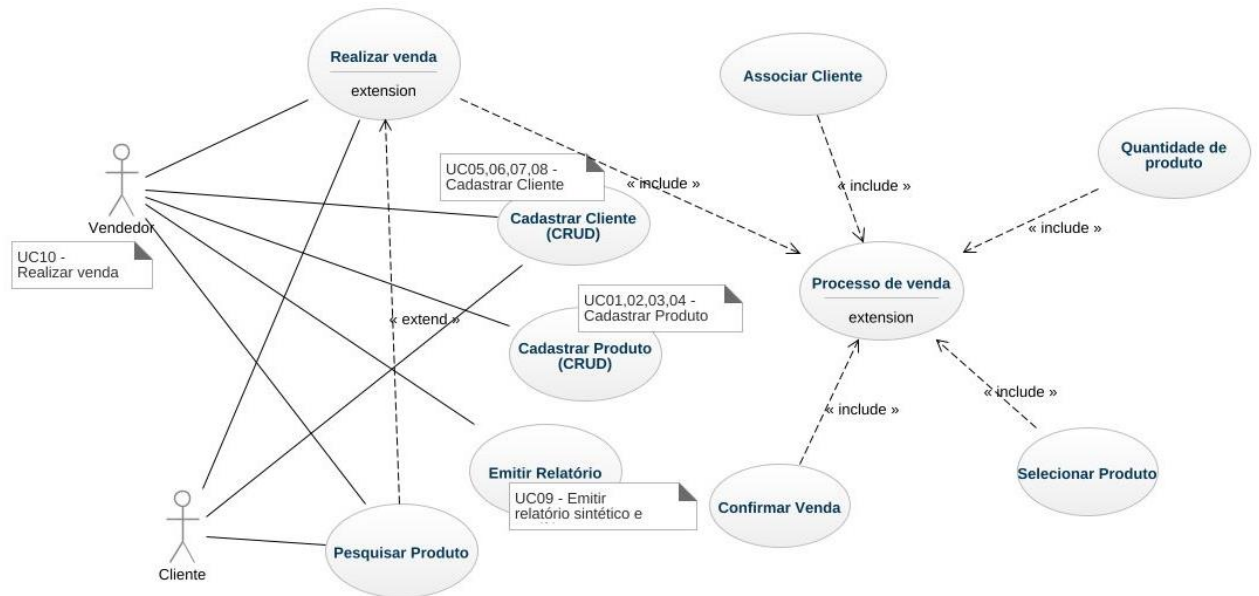 Realizar venda
extension
Associar Cliente
Quantidade de
produto
UC05,06,07,08 -
Cadastrar Cliente
« include »
« include »
« include »
Cadastrar Cliente
(CRUD)
Vendedor
UC10 -
Realizar venda
Processo de venda
extension
UC01,02,03,04 -
Cadastrar Produto
« extend »
Cadastrar Produto
(CRUD)
« include »
« include »
Emitir Relatório
UC09 - Emitir
relatório sintético e
Selecionar Produto
Confirmar Venda
Pesquisar Produto
Cliente